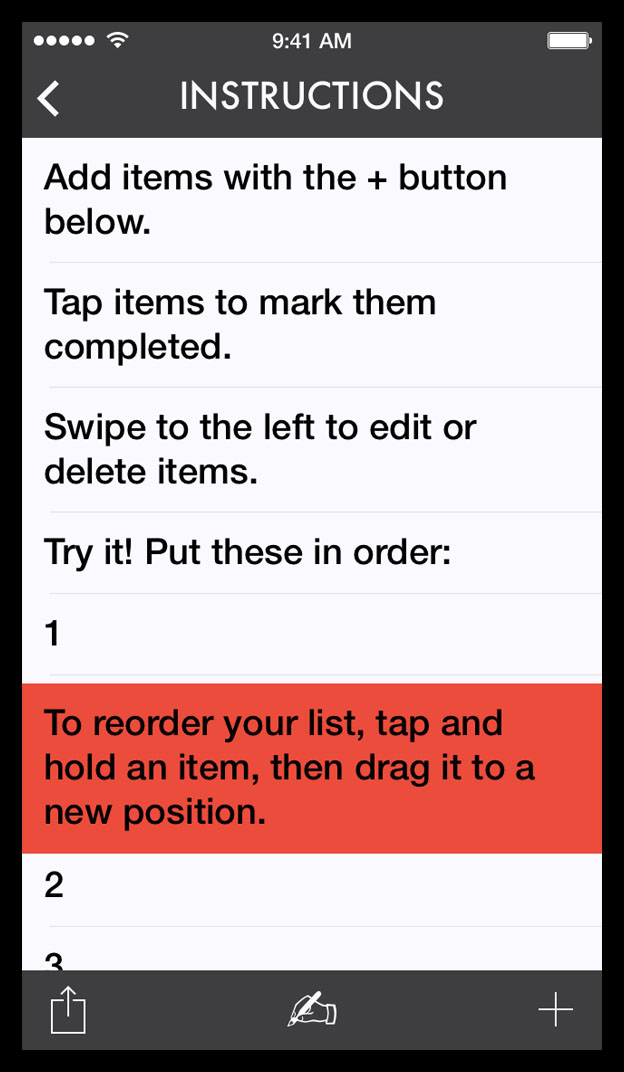 9:41 AM
INSTRUCTIONS
Add items with the + button
below.
Tap items to mark them
completed.
Swipe to the left to edit or
delete items.
Try it! Put these in order:
1
To reorder your list, tap and
hold an item, then drag it to a
new position.
2
3